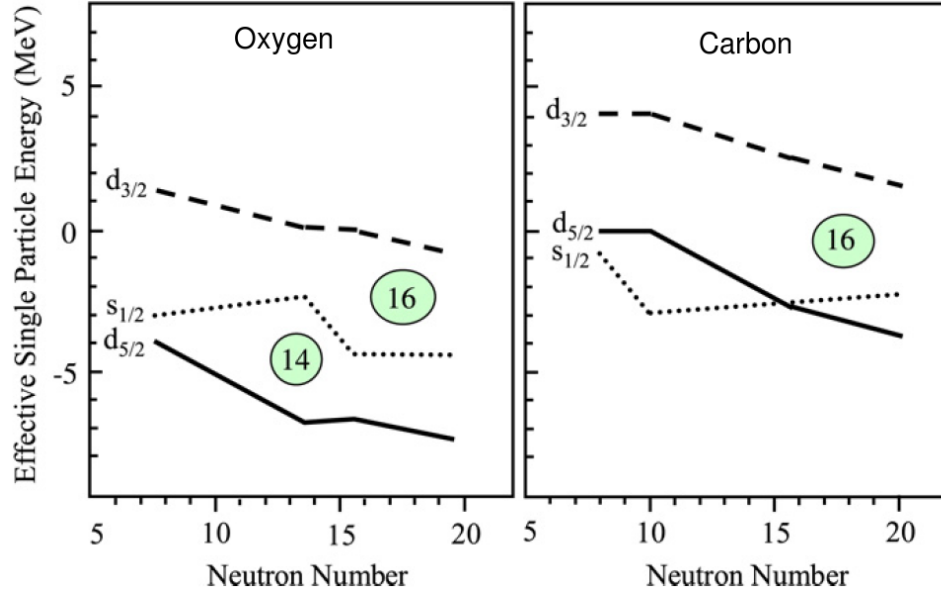 Effective Single Particle Energy (MeV)
Oxygen
5
0
-5
d3/2
s1/2
d5/2
16
14
5
10
15
20
Neutron Number
Carbon
d3/2
d5/2
s1/2
16
5
10
15
20
Neutron Number